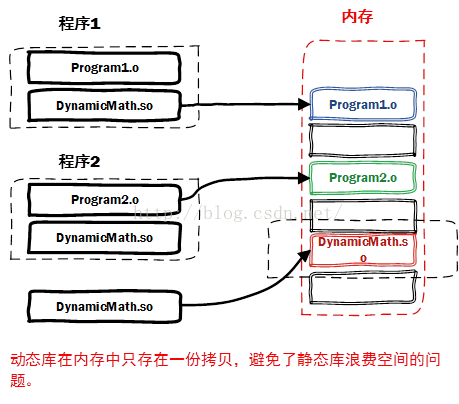 程序1
内存
Program1.o
DynamicMath.so
Program1.o
程序2
Program2.o
Program2.o
http://blog.csdn.net/
DynamicMath.so
DynamicMath.s
o
DynamicMath.so
动态库在内存中只存在一份拷贝，避免了静态库浪费空间的问
题。